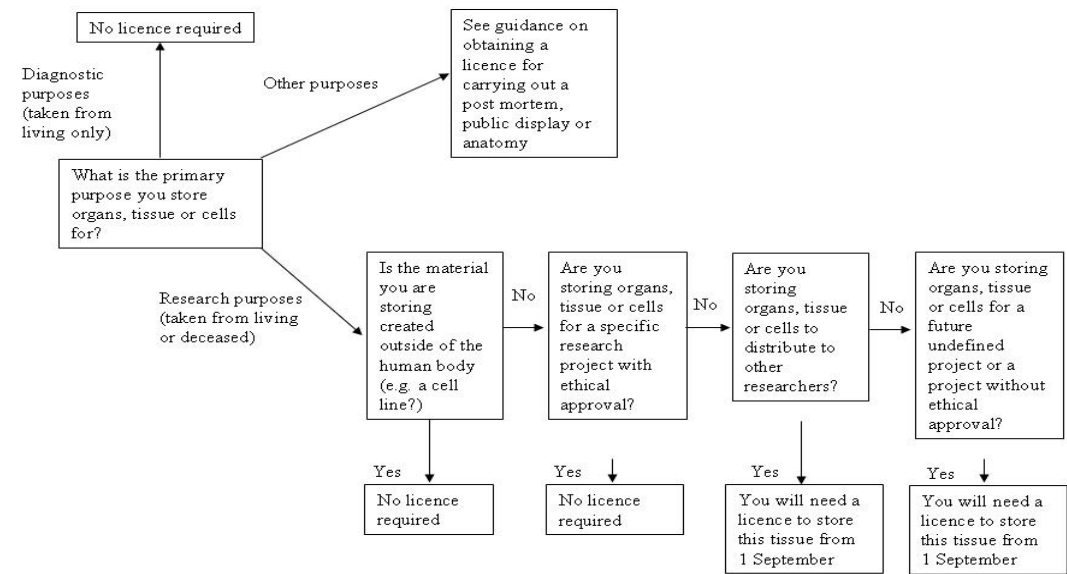 No licence required
Diagnostic
purposes
(taken from
living only)
Other purposes
See guidance on
obtaining a
licence for
carrying out a
post mortem,
public display or
anatomy
What is the primary
purpose you store
organs, tissue or cells
for?
Research purposes
(taken from living
or deceased)
Is the material
you are
storing
created
outside of the
human body
(e.g. a cell
line?)
No
Are you
storing organs,
tissue or cells
for a specific
research
project with
ethical
approval?
No
Are you
storing
organs, tissue
or cells to
distribute to
other
researchers?
No
Are you storing
organs, tissue
or cells for a
future
undefined
project or a
project without
ethical
approval?
Yes
No licence
required
Yes
No licence
required
Yes
You will need a
licence to store
this tissue from
1 September
Yes
You will need a
licence to store
this tissue from
1 September